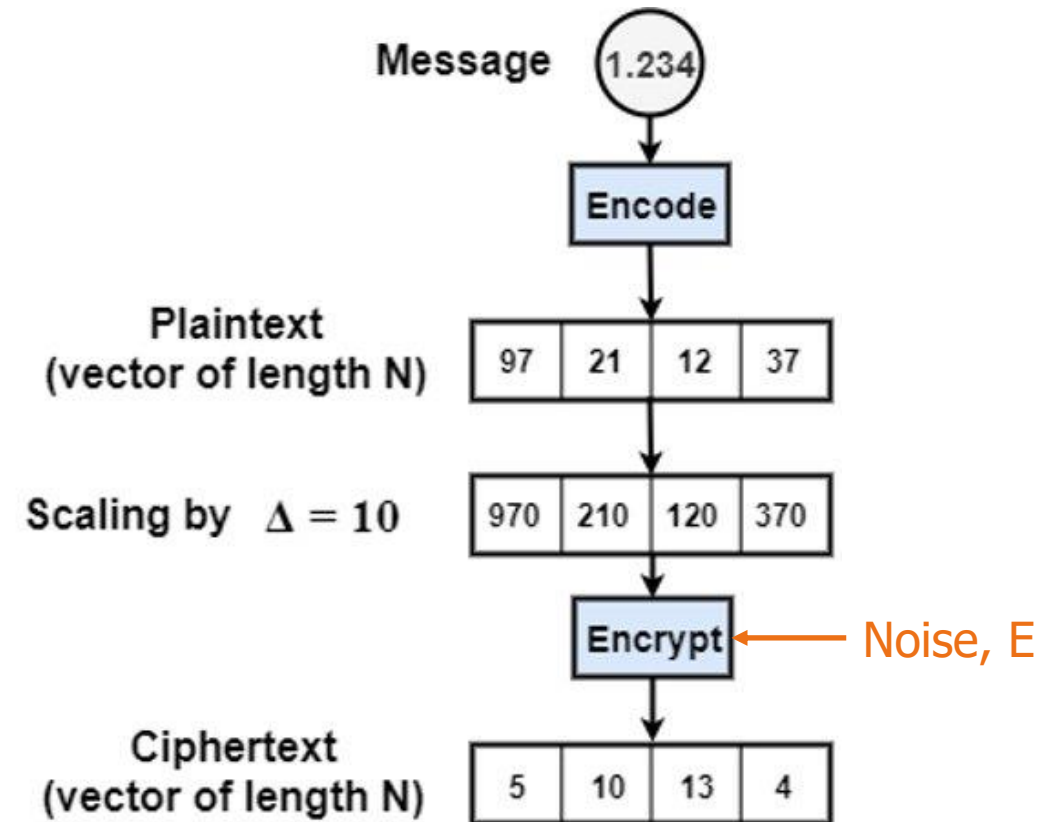 Message 1.234
Encode
Plaintext
(vector of length N)
97 21 12 37
Scaling by Δ = 10
970 210 120 370
Encrypt
Noise, E
Ciphertext
(vector of length N)
5 10 13 4